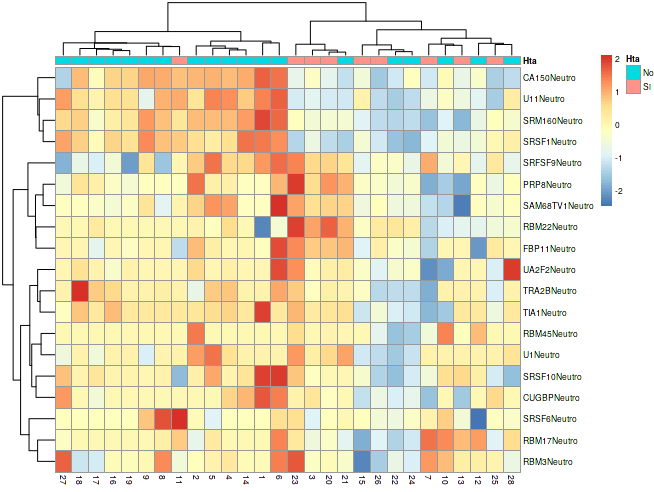 Hta
CA150Neutro
U11Neutro
SRM160Neutro
SRSF1Neutro
SRFSF9Neutro
PRP8Neutro
SAM68TV1Neutro
RBM22Neutro
FBP11Neutro
UA2F2Neutro
TRA2BNeutro
TIA1Neutro
RBM45Neutro
U1Neutro
SRSF10Neutro
CUGBPNeutro
SRSF6Neutro
RBM17Neutro
RBM3Neutro
27 18 17 16 19 9 8 11 2 5 4 14 1 6 23 3 20 21 15 26 22 24 7 10 13 12 25 28
2
1
0
-1
-2
Hta
No
SI